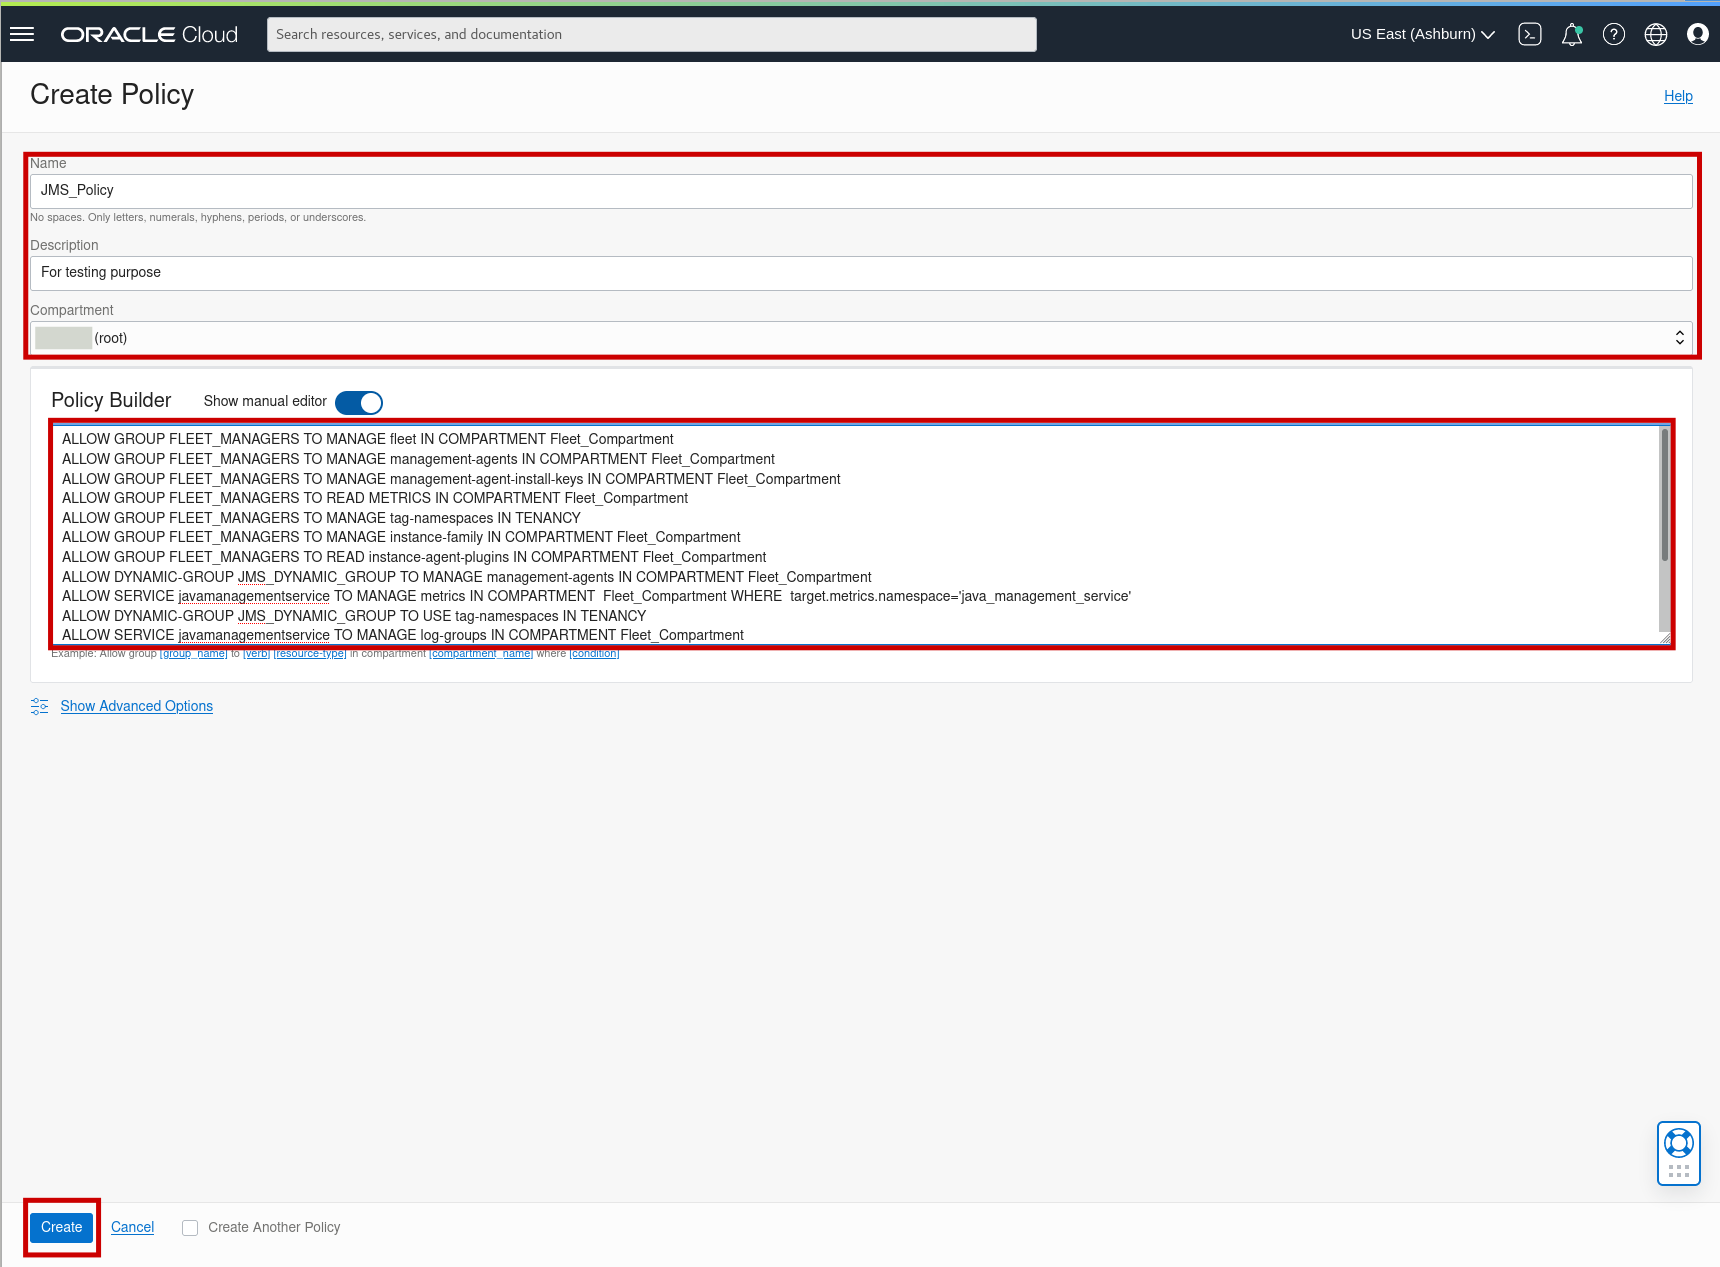 ORACLE Cloud
Search resources, services, and documentation
US East (Ashburn)
Create Policy
Help
Name
JMS_Policy
No spaces. Only letters, numerals, hyphens, periods, or underscores.
Description
For testing purpose
Compartment
(root)
Policy Builder
Show manual editor
ALLOW GROUP FLEET_MANAGERS TO MANAGE fleet IN COMPARTMENT Fleet_Compartment
ALLOW GROUP FLEET_MANAGERS TO MANAGE management-agents IN COMPARTMENT Fleet_Compartment
ALLOW GROUP FLEET_MANAGERS TO MANAGE management-agent-install-keys IN COMPARTMENT Fleet_Compartment
ALLOW GROUP FLEET_MANAGERS TO READ METRICS IN COMPARTMENT Fleet_Compartment
ALLOW GROUP FLEET_MANAGERS TO MANAGE tag-namespaces IN TENANCY
ALLOW GROUP FLEET_MANAGERS TO MANAGE instance-family IN COMPARTMENT Fleet_Compartment
ALLOW GROUP FLEET_MANAGERS TO READ instance-agent-plugins IN COMPARTMENT Fleet_Compartment
ALLOW DYNAMIC-GROUP JMS_DYNAMIC_GROUP TO MANAGE management-agents IN COMPARTMENT Fleet_Compartment
ALLOW SERVICE javamanagementservice TO MANAGE metrics IN COMPARTMENT  Fleet_Compartment WHERE  target.metrics.namespace='java_management_service'
ALLOW DYNAMIC-GROUP JMS_DYNAMIC_GROUP TO USE tag-namespaces IN TENANCY
ALLOW SERVICE javamanagementservice TO MANAGE log-groups IN COMPARTMENT Fleet_Compartment
Example: Allow group [group_name] to [verb] [resource-type] in compartment [compartment_name] where [condition]
Show Advanced Options
Create
Cancel
Create Another Policy